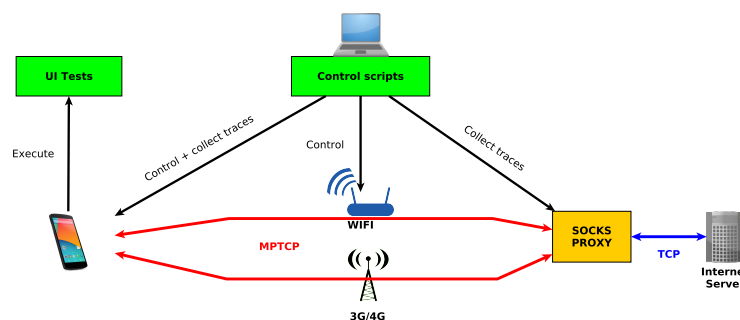 UI Tests
Control scripts
Control + collect traces
Collect traces
Control
Execute
WIFI
MPTCP
SOCKS
PROXY
TCP
3G/4G